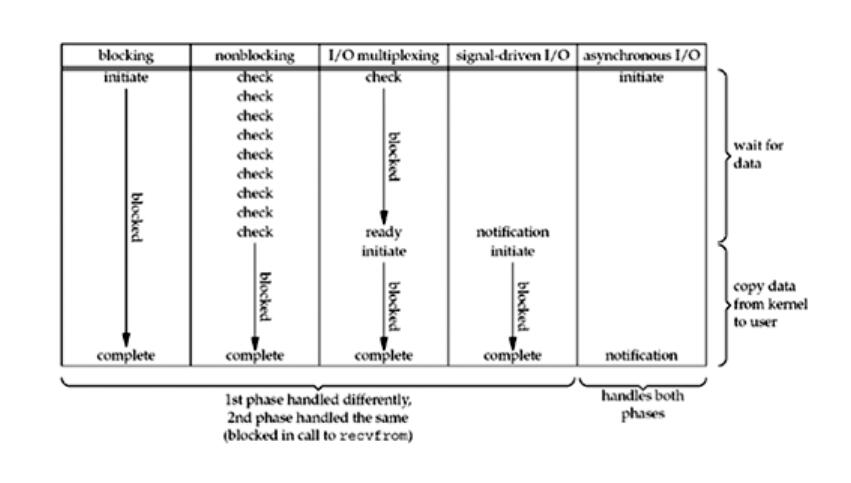 blocking nonblocking I/O multiplexing signal-driven I/O asynchronous I/O
initiate check check initiate
check
check
check
check
check
check
check
check ready notification
initiate initiate
blocked
blocked
blocked
blocked
blocked
complete complete complete complete notification
wait for
data
copy data
from kernel
to user
1st phase handled differently,
2nd phase handled the same
(blocked in call to recvfrom)
handles both
phases